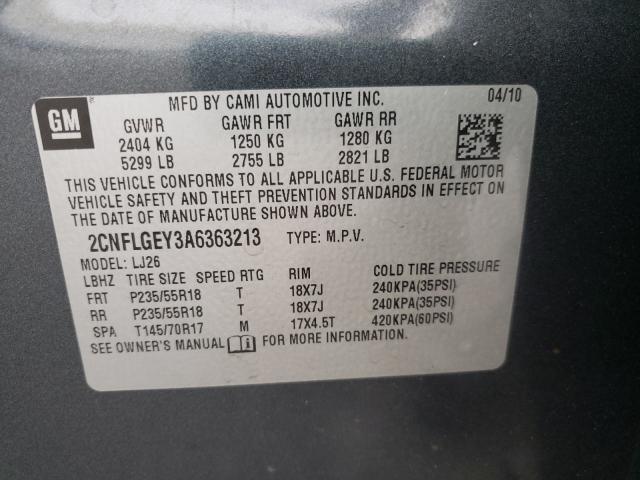 GM
MFD BY CAMI AUTOMOTIVE INC. 04/10
GVWR GAWR FRT GAWR RR
2404 KG 1250 KG 1280 KG
5299 LB 2755 LB 2821 LB
THIS VEHICLE CONFORMS TO ALL APPLICABLE U.S. FEDERAL MOTOR
VEHICLE SAFETY AND THEFT PREVENTION STANDARDS IN EFFECT ON
THE DATE OF MANUFACTURE SHOWN ABOVE.
2CNFLGEY3A6363213 TYPE: M.P.V.
MODEL: LJ26
LBHZ TIRE SIZE SPEED RTG RIM COLD TIRE PRESSURE
FRT P235/55R18 T 18X7J 240KPA(35PSI)
RR P235/55R18 T 18X7J 240KPA(35PSI)
SPA T145/70R17 M 17X4.5T 420KPA(60PSI)
SEE OWNER'S MANUAL FOR MORE INFORMATION.